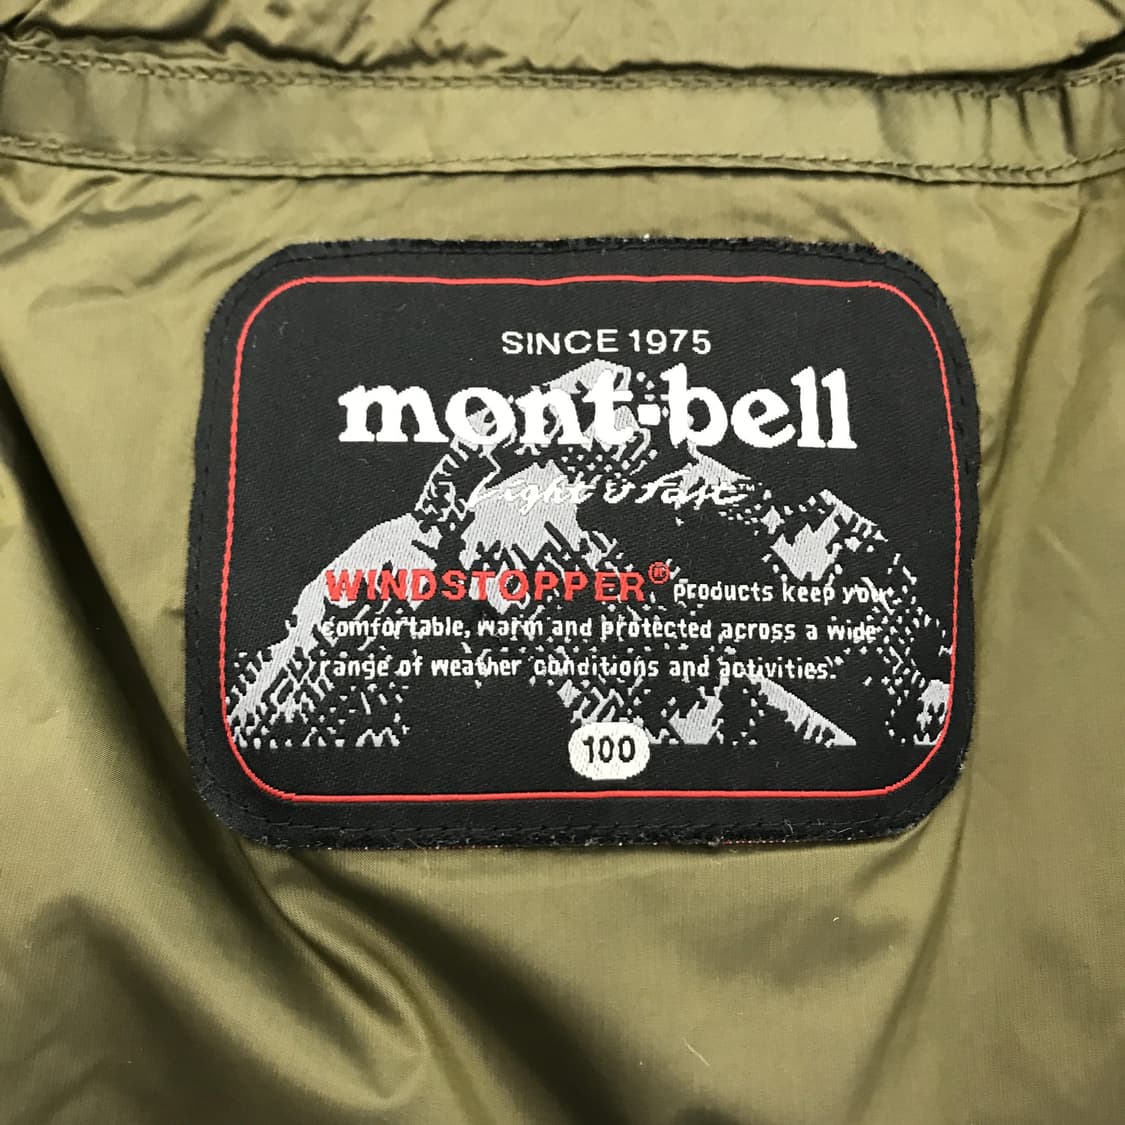 SINCE 1975
mont-bell
Light & Fast™
WINDSTOPPER® products keep your
comfortable, warm and protected across a wide
range of weather conditions and activities.
100